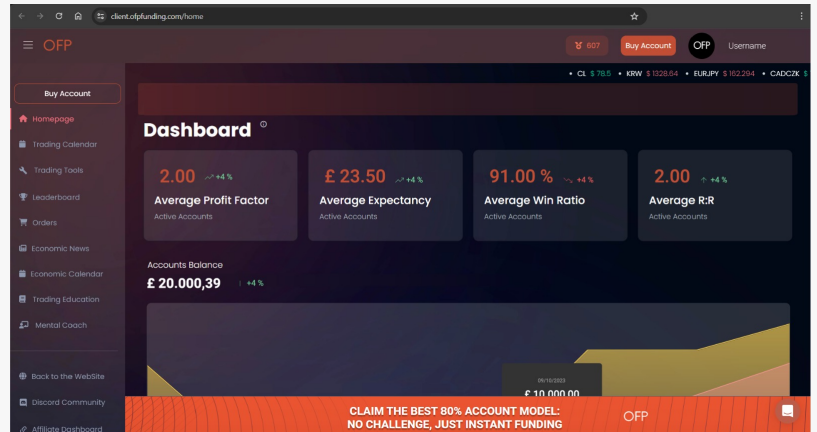 client.ofpfunding.com/home
OFP
607
Buy Account
OFP
Username
• CL $ 78.5 • KRW $ 1328.64 • EURJPY $ 162.294 • CADCZK $
Buy Account
Homepage
Trading Calendar
Trading Tools
Leaderboard
Orders
Economic News
Economic Calendar
Trading Education
Mental Coach
Back to the WebSite
Discord Community
Affiliate Dashboard
Dashboard
2.00 +4 %
Average Profit Factor
Active Accounts
£ 23.50 +4 %
Average Expectancy
Active Accounts
91.00 % +4 %
Average Win Ratio
Active Accounts
2.00 +4 %
Average R:R
Active Accounts
Accounts Balance
£ 20.000,39 +4 %
09/10/2023
£ 10.000,00
CLAIM THE BEST 80% ACCOUNT MODEL:
NO CHALLENGE, JUST INSTANT FUNDING
OFP